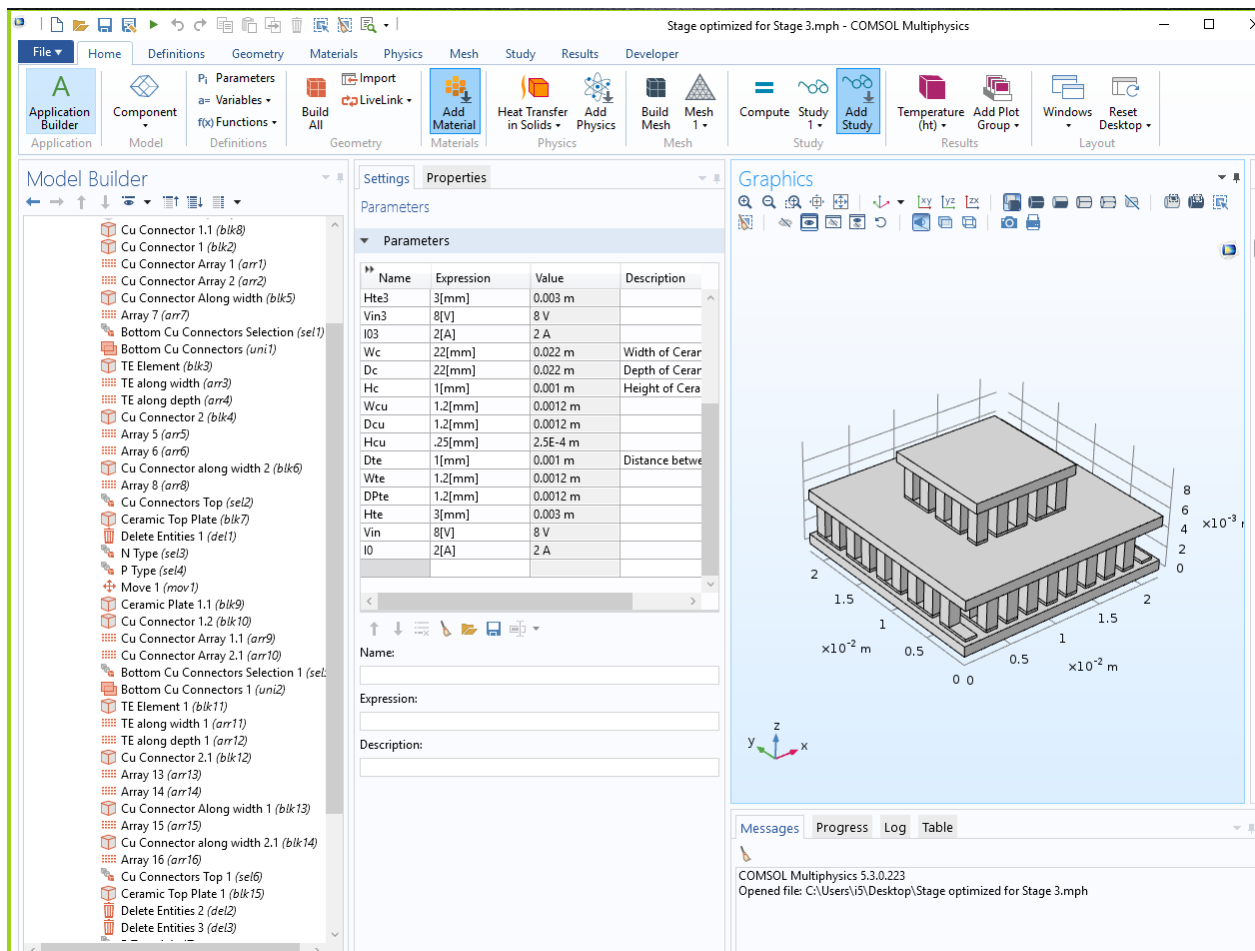 Stage optimized for Stage 3.mph - COMSOL Multiphysics
File Home Definitions Geometry Materials Physics Mesh Study Results Developer
Application Builder
Component
Pi Parameters
a= Variables
f(x) Functions
Build All
Import
LiveLink
Add Material
Heat Transfer in Solids
Add Physics
Build Mesh
Mesh 1
Compute
Study 1
Add Study
Temperature (ht)
Add Plot Group
Windows
Reset Desktop
Application Model Definitions Geometry Materials Physics Mesh Study Results Layout
Model Builder
Cu Connector 1.1 (blk8)
Cu Connector 1 (blk2)
Cu Connector Array 1 (arr1)
Cu Connector Array 2 (arr2)
Cu Connector Along width (blk5)
Array 7 (arr7)
Bottom Cu Connectors Selection (sel1)
Bottom Cu Connectors (uni1)
TE Element (blk3)
TE along width (arr3)
TE along depth (arr4)
Cu Connector 2 (blk4)
Array 5 (arr5)
Array 6 (arr6)
Cu Connector along width 2 (blk6)
Array 8 (arr8)
Cu Connectors Top (sel2)
Ceramic Top Plate (blk7)
Delete Entities 1 (del1)
N Type (sel3)
P Type (sel4)
Move 1 (mov1)
Ceramic Plate 1.1 (blk9)
Cu Connector 1.2 (blk10)
Cu Connector Array 1.1 (arr9)
Cu Connector Array 2.1 (arr10)
Bottom Cu Connectors Selection 1 (sel
Bottom Cu Connectors 1 (uni2)
TE Element 1 (blk11)
TE along width 1 (arr11)
TE along depth 1 (arr12)
Cu Connector 2.1 (blk12)
Array 13 (arr13)
Array 14 (arr14)
Cu Connector Along width 1 (blk13)
Array 15 (arr15)
Cu Connector along width 2.1 (blk14)
Array 16 (arr16)
Cu Connectors Top 1 (sel6)
Ceramic Top Plate 1 (blk15)
Delete Entities 2 (del2)
Delete Entities 3 (del3)
Settings Properties
Parameters
Parameters
Name Expression Value Description
Hte3 3[mm] 0.003 m
Vin3 8[V] 8 V
I03 2[A] 2 A
Wc 22[mm] 0.022 m Width of Cerar
Dc 22[mm] 0.022 m Depth of Cerar
Hc 1[mm] 0.001 m Height of Cera
Wcu 1.2[mm] 0.0012 m
Dcu 1.2[mm] 0.0012 m
Hcu .25[mm] 2.5E-4 m
Dte 1[mm] 0.001 m Distance betwe
Wte 1.2[mm] 0.0012 m
DPte 1.2[mm] 0.0012 m
Hte 3[mm] 0.003 m
Vin 8[V] 8 V
I0 2[A] 2 A
Name:
Expression:
Description:
Graphics
xy yz zx
8
6
4 ×10⁻³
2
0
2
1.5
1
0.5
0
×10⁻² m
2
1.5
1
0.5
0
×10⁻² m
z
y x
Messages Progress Log Table
COMSOL Multiphysics 5.3.0.223
Opened file: C:\Users\i5\Desktop\Stage optimized for Stage 3.mph